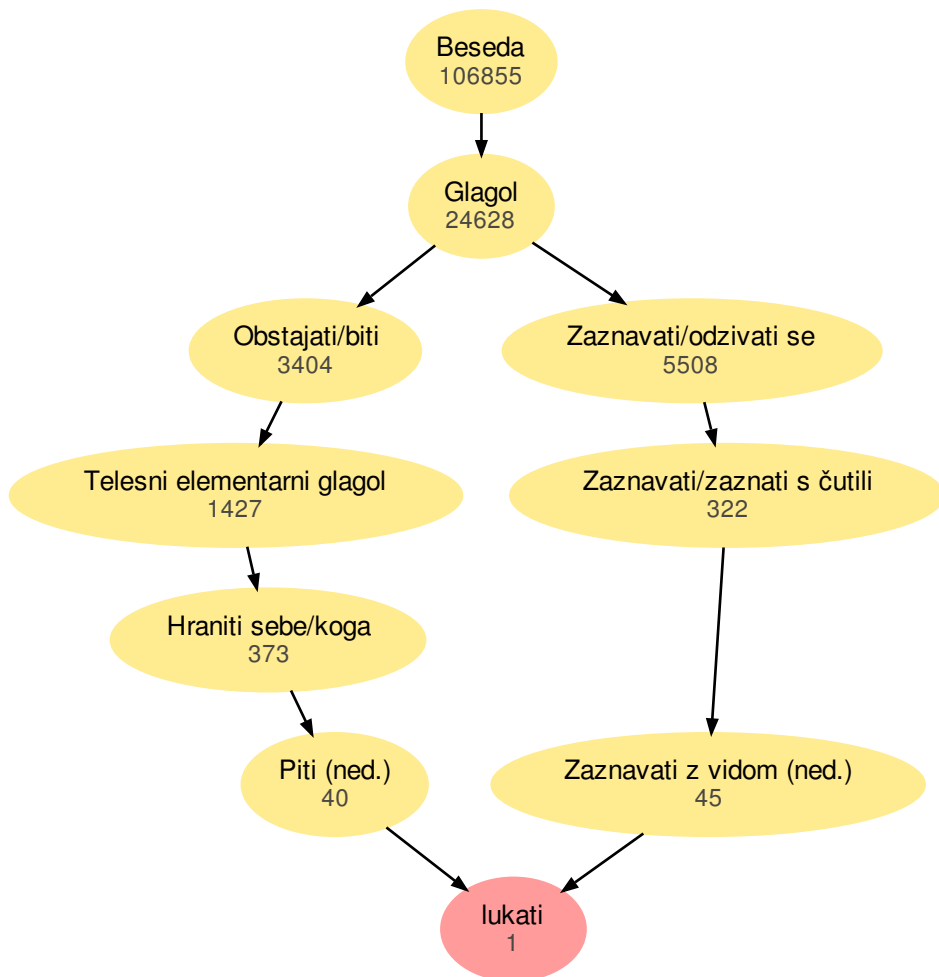 Beseda
106855
Glagol
24628
Obstajati/biti
3404
Zaznavati/odzivati se
5508
Telesni elementarni glagol
1427
Zaznavati/zaznati s čutili
322
Hraniti sebe/koga
373
Piti (ned.)
40
Zaznavati z vidom (ned.)
45
lukati
1